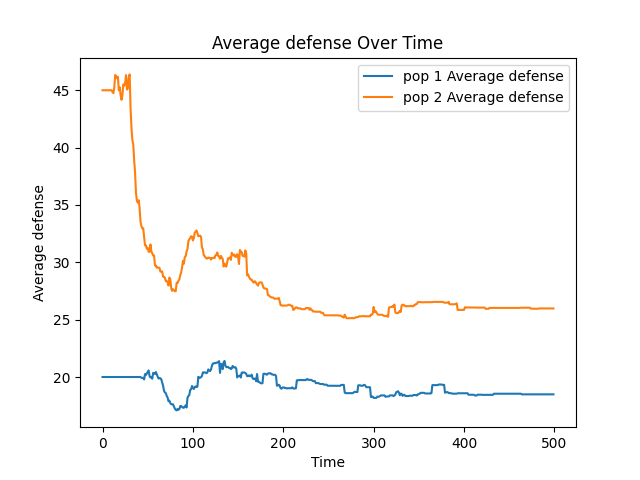 Average defense Over Time
pop 1 Average defense
pop 2 Average defense
Average defense
45
40
35
30
25
20
0 100 200 300 400 500
Time